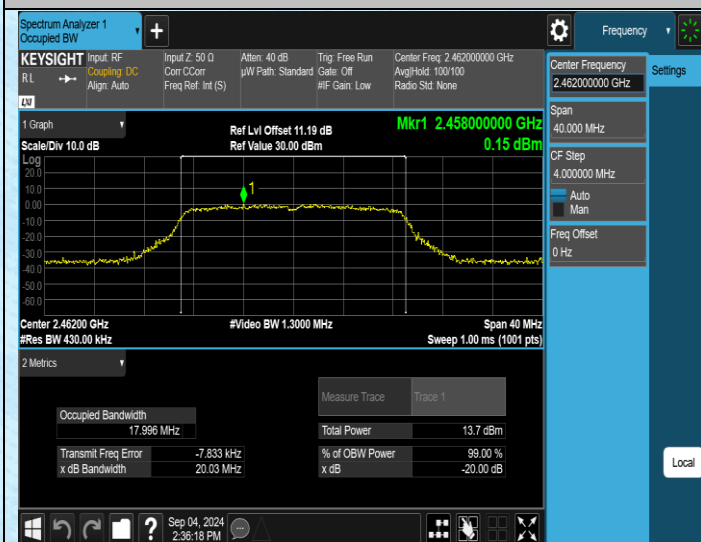 Spectrum Analyzer 1
Occupied BW
+
Frequency
KEYSIGHT
RL
LXI
Input: RF
Coupling: DC
Align: Auto
Input Z: 50 Ω
Corr CCorr
Freq Ref: Int (S)
Atten: 40 dB
µW Path: Standard
Trig: Free Run
Gate: Off
#IF Gain: Low
Center Freq: 2.462000000 GHz
Avg|Hold: 100/100
Radio Std: None
Center Frequency
2.462000000 GHz
Settings
Span
40.000 MHz
CF Step
4.000000 MHz
Auto
Man
Freq Offset
0 Hz
Local
1 Graph
Scale/Div 10.0 dB
Ref Lvl Offset 11.19 dB
Ref Value 30.00 dBm
Mkr1 2.458000000 GHz
0.15 dBm
Log
20.0
10.0
0.00
-10.0
-20.0
-30.0
-40.0
-50.0
-60.0
1
Center 2.46200 GHz
#Res BW 430.00 kHz
#Video BW 1.3000 MHz
Span 40 MHz
Sweep 1.00 ms (1001 pts)
2 Metrics
Measure Trace
Trace 1
Occupied Bandwidth
17.996 MHz
Total Power
13.7 dBm
Transmit Freq Error
-7.833 kHz
% of OBW Power
99.00 %
x dB Bandwidth
20.03 MHz
x dB
-20.00 dB
?
Sep 04, 2024
2:36:18 PM